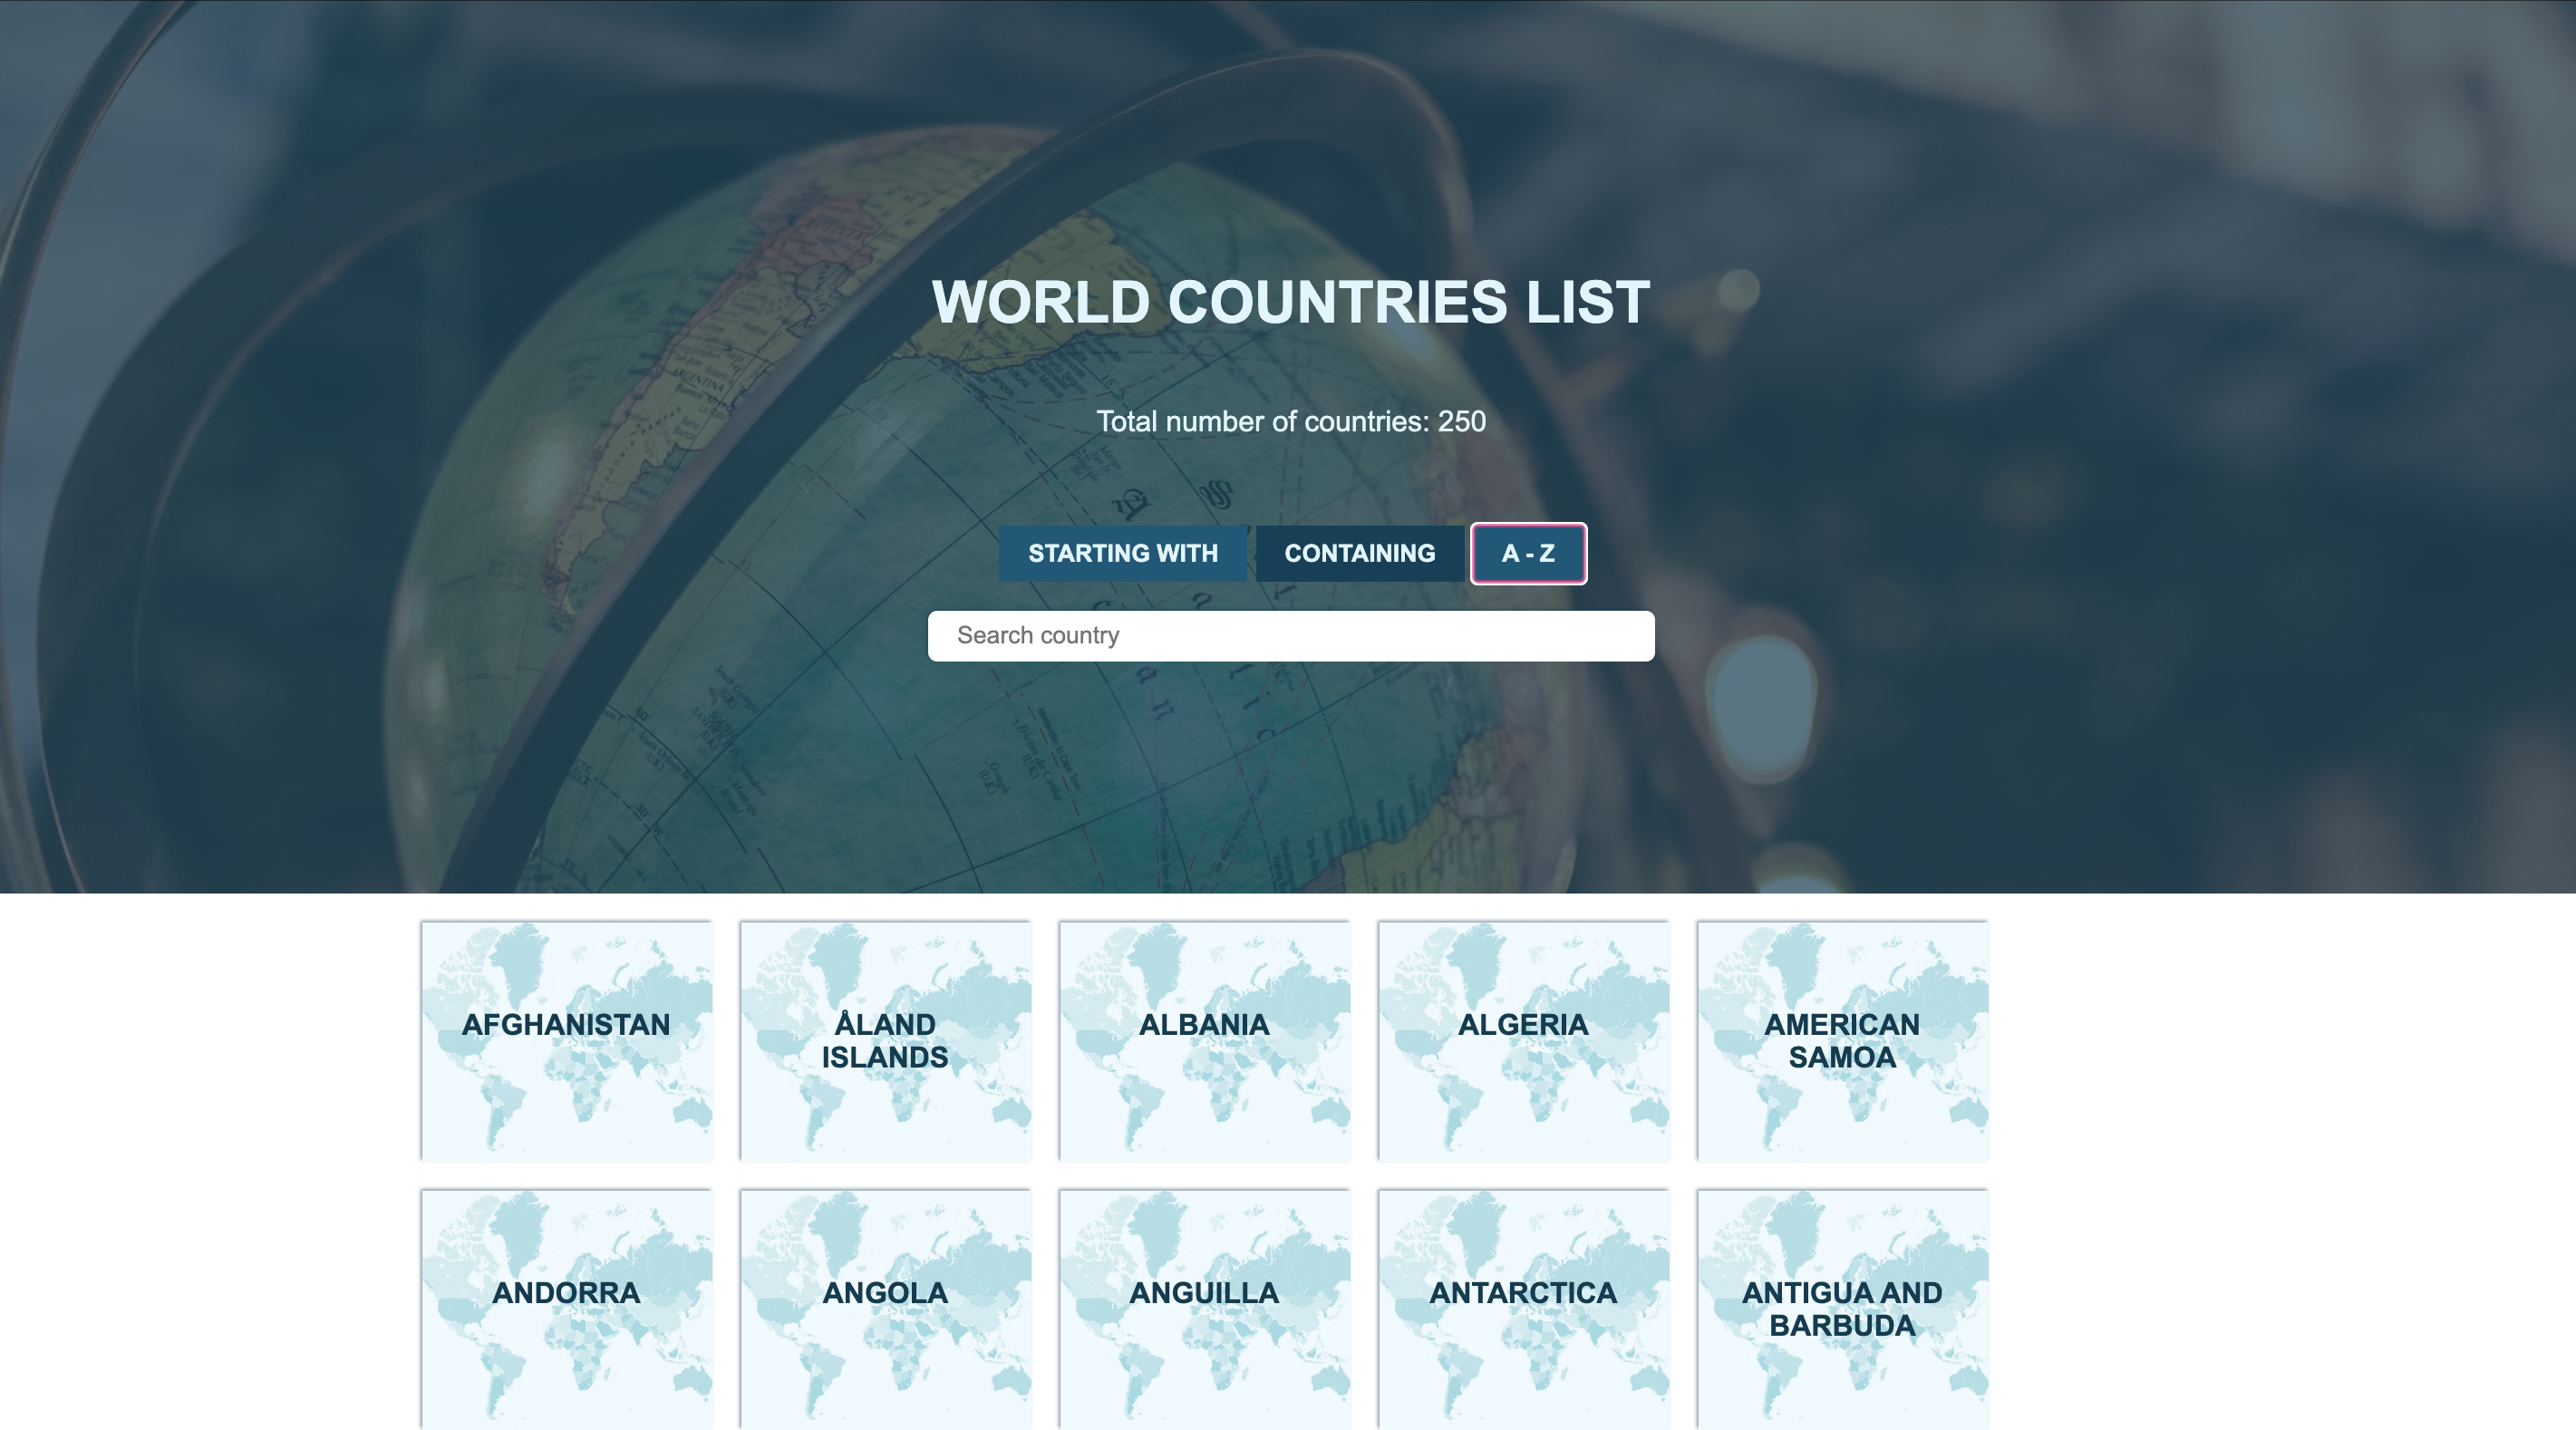 WORLD COUNTRIES LIST
Total number of countries: 250
STARTING WITH
CONTAINING
A - Z
Search country
ARGENTINA
AFGHANISTAN
ÅLAND
ISLANDS
ALBANIA
ALGERIA
AMERICAN
SAMOA
ANDORRA
ANGOLA
ANGUILLA
ANTARCTICA
ANTIGUA AND
BARBUDA